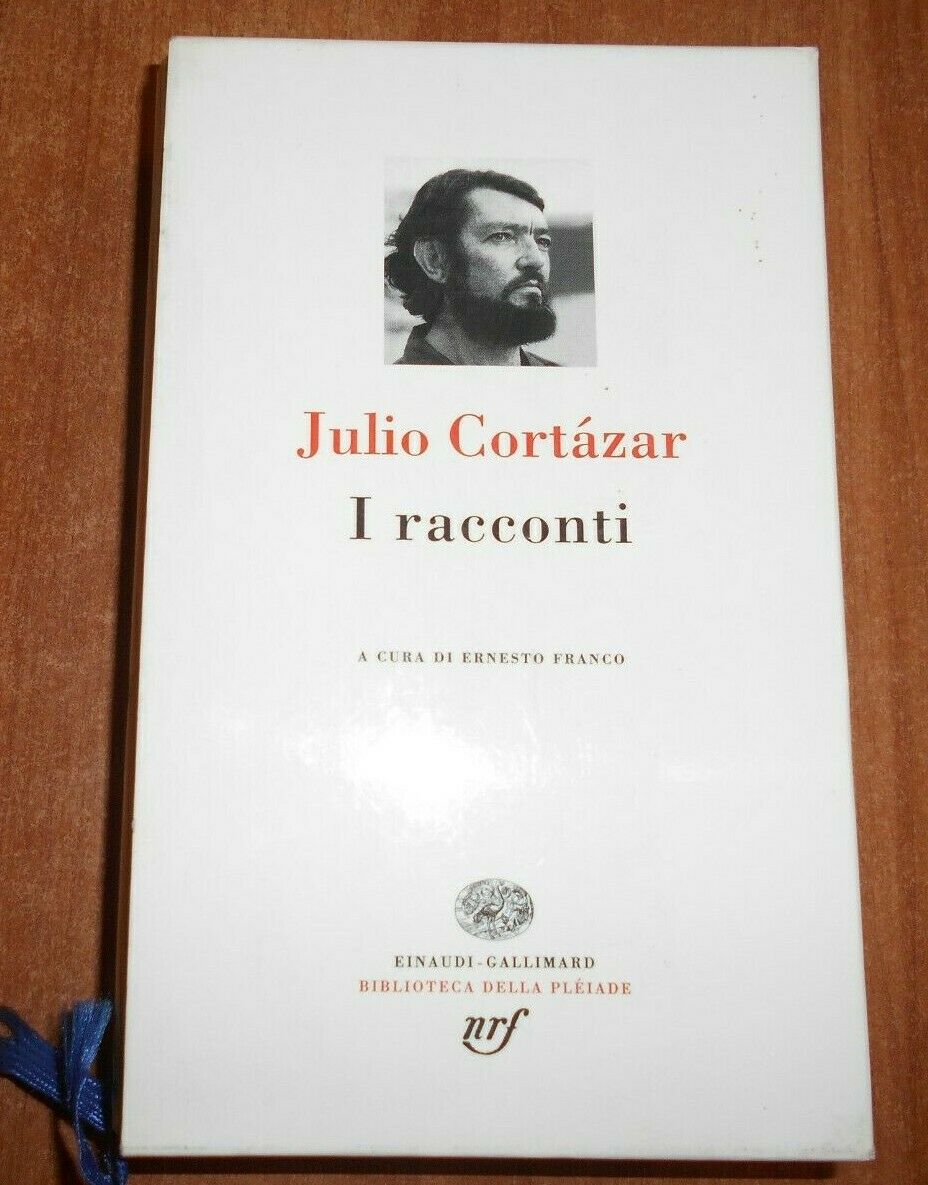 Julio Cortázar
I racconti
A CURA DI ERNESTO FRANCO
EINAUDI-GALLIMARD
BIBLIOTECA DELLA PLÉIADE
nrf